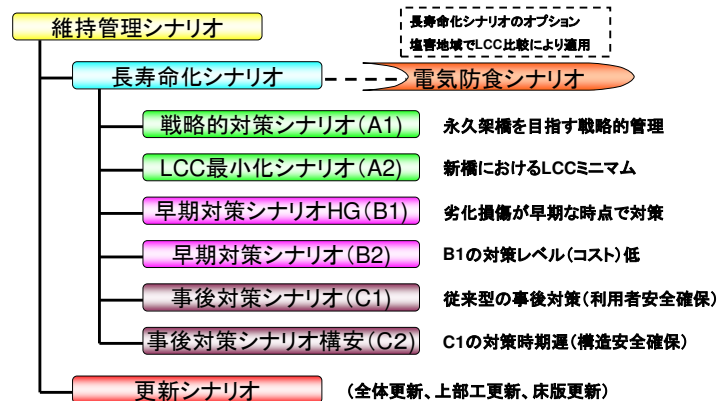 維持管理シナリオ
長寿命化シナリオのオプション
塩害地域でLCC比較により適用
長寿命化シナリオ
電気防食シナリオ
戦略的対策シナリオ(A1)
永久架橋を目指す戦略的管理
LCC最小化シナリオ(A2)
新橋におけるLCCミニマム
早期対策シナリオHG(B1)
劣化損傷が早期な時点で対策
早期対策シナリオ(B2)
B1の対策レベル(コスト)低
事後対策シナリオ(C1)
従来型の事後対策(利用者安全確保)
事後対策シナリオ構安(C2)
C1の対策時期遅(構造安全確保)
更新シナリオ
(全体更新、上部工更新、床版更新)